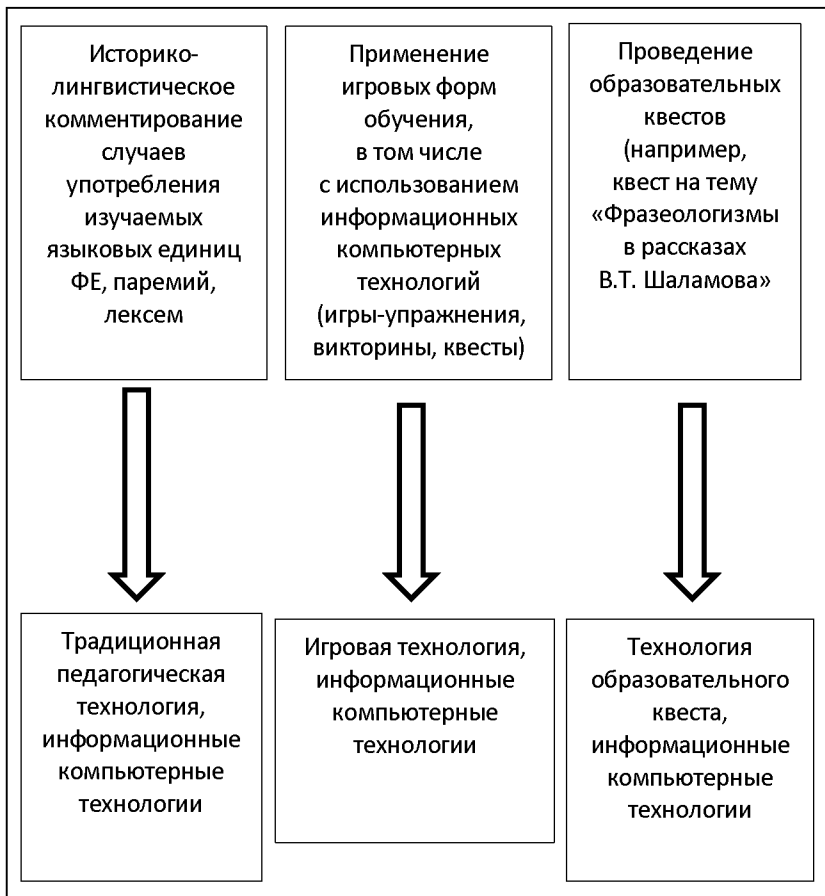 Историко-
лингвистическое
комментирование
случаев
употребления
изучаемых
языковых единиц
ФЕ, паремий,
лексем
Применение
игровых форм
обучения,
в том числе
с использованием
информационных
компьютерных
технологий
(игры-упражнения,
викторины, квесты)
Проведение
образовательных
квестов
(например,
квест на тему
«Фразеологизмы
в рассказах
В.Т. Шаламова»
Традиционная
педагогическая
технология,
информационные
компьютерные
технологии
Игровая технология,
информационные
компьютерные
технологии
Технология
образовательного
квеста,
информационные
компьютерные
технологии